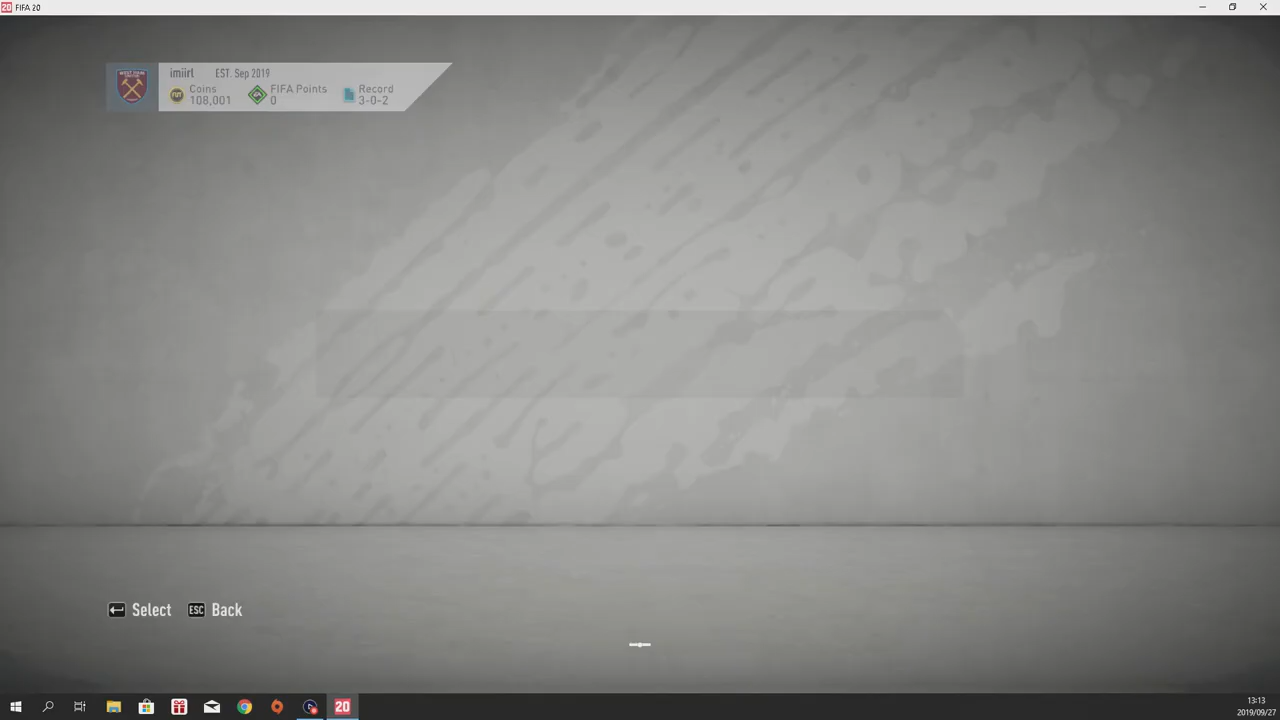 FIFA 20
imiirl EST. Sep 2019
Coins FIFA Points Record
108,001 0 3-0-2
Select ESC Back
20
13:13
2019/09/27